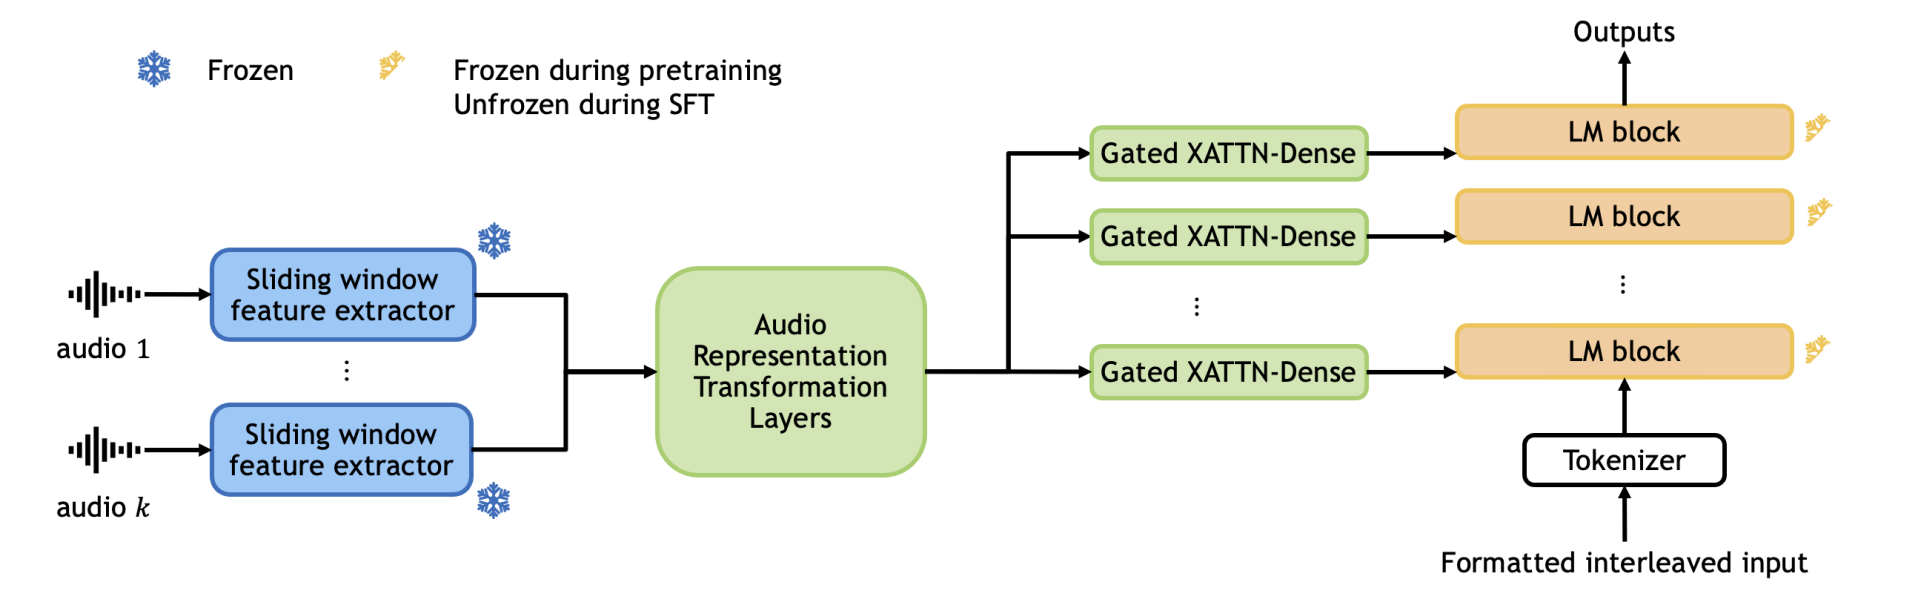 Frozen
Frozen during pretraining
Unfrozen during SFT
audio 1
Sliding window
feature extractor
⋮
audio k
Sliding window
feature extractor
Audio
Representation
Transformation
Layers
Gated XATTN-Dense
Gated XATTN-Dense
⋮
Gated XATTN-Dense
Outputs
LM block
LM block
⋮
LM block
Tokenizer
Formatted interleaved input